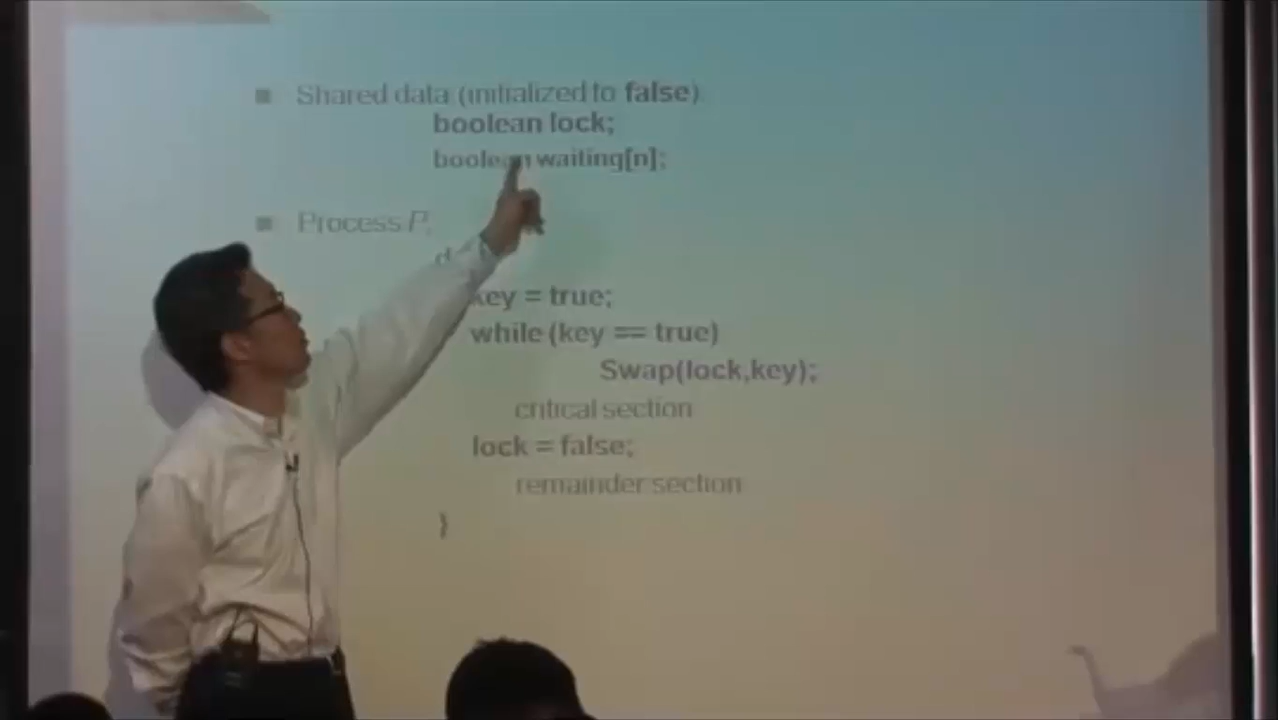 Shared data (initialized to false)
boolean lock;
boolean waiting[n];
Process Pi
key = true;
while (key == true)
Swap(lock,key);
critical section
lock = false;
remainder section
}